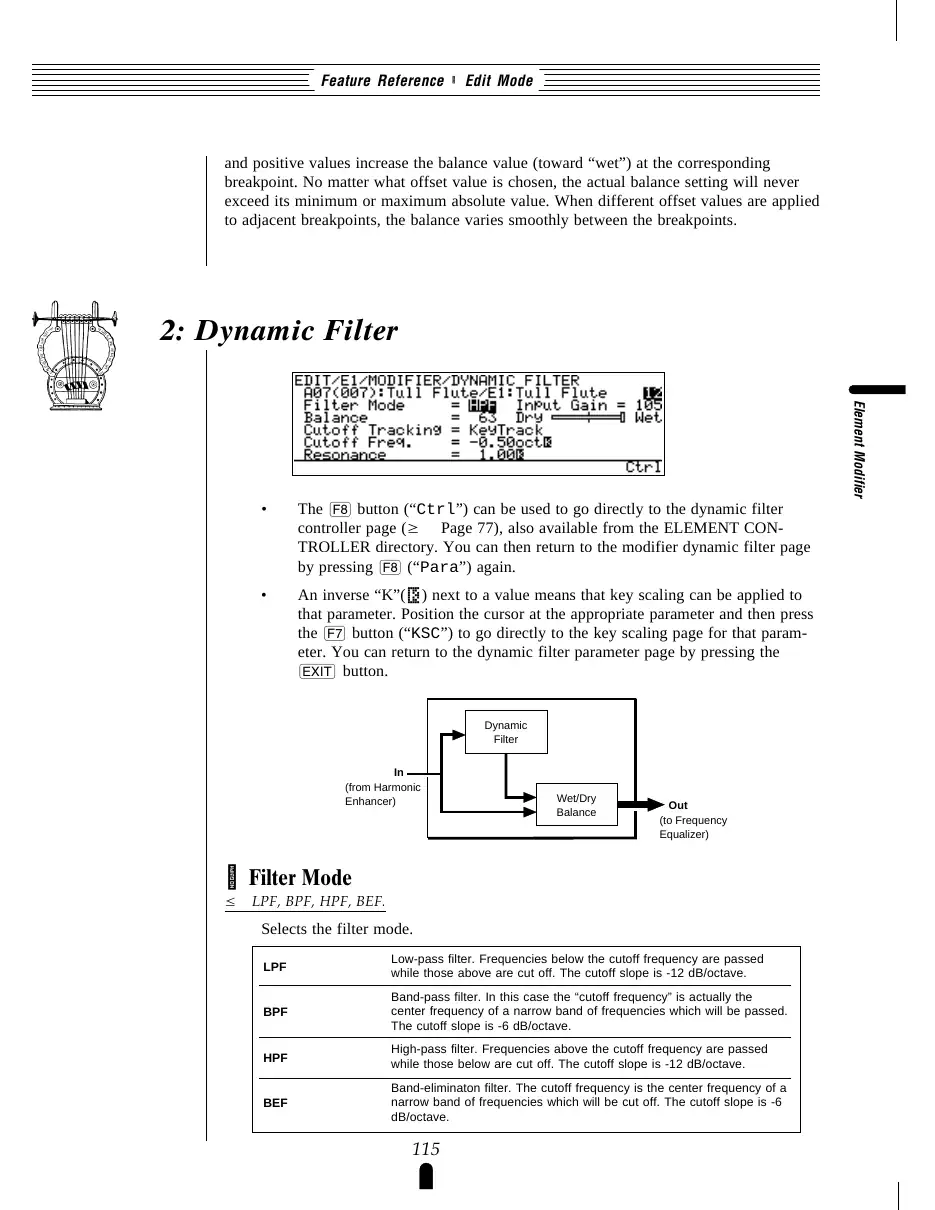 Feature Reference Edit Mode
and positive values increase the balance value (toward “wet”) at the corresponding
breakpoint. No matter what offset value is chosen, the actual balance setting will never
exceed its minimum or maximum absolute value. When different offset values are applied
to adjacent breakpoints, the balance varies smoothly between the breakpoints.
2: Dynamic Filter
EDIT/E1/MODIFIER/DYNAMIC FILTER
A07(007):Tull Flute/E1:Tull Flute 12
Filter Mode = HPF Input Gain = 105
Balance = 63 Dry Wet
Cutoff Tracking = KeyTrack
Cutoff Freq. = -0.50octK
Resonance = 1.00K
Ctrl
Element Modifier
• The F8 button (“Ctrl”) can be used to go directly to the dynamic filter
controller page (≥ Page 77), also available from the ELEMENT CON-
TROLLER directory. You can then return to the modifier dynamic filter page
by pressing F8 (“Para”) again.
• An inverse “K”(K) next to a value means that key scaling can be applied to
that parameter. Position the cursor at the appropriate parameter and then press
the F7 button (“KSC”) to go directly to the key scaling page for that param-
eter. You can return to the dynamic filter parameter page by pressing the
EXIT button.
Dynamic
Filter
In
(from Harmonic
Enhancer)
Wet/Dry
Balance
Out
(to Frequency
Equalizer)
Filter Mode
≤ LPF, BPF, HPF, BEF.
Selects the filter mode.
LPF Low-pass filter. Frequencies below the cutoff frequency are passed
while those above are cut off. The cutoff slope is -12 dB/octave.
BPF Band-pass filter. In this case the “cutoff frequency” is actually the
center frequency of a narrow band of frequencies which will be passed.
The cutoff slope is -6 dB/octave.
HPF High-pass filter. Frequencies above the cutoff frequency are passed
while those below are cut off. The cutoff slope is -12 dB/octave.
BEF Band-eliminaton filter. The cutoff frequency is the center frequency of a
narrow band of frequencies which will be cut off. The cutoff slope is -6
dB/octave.
115